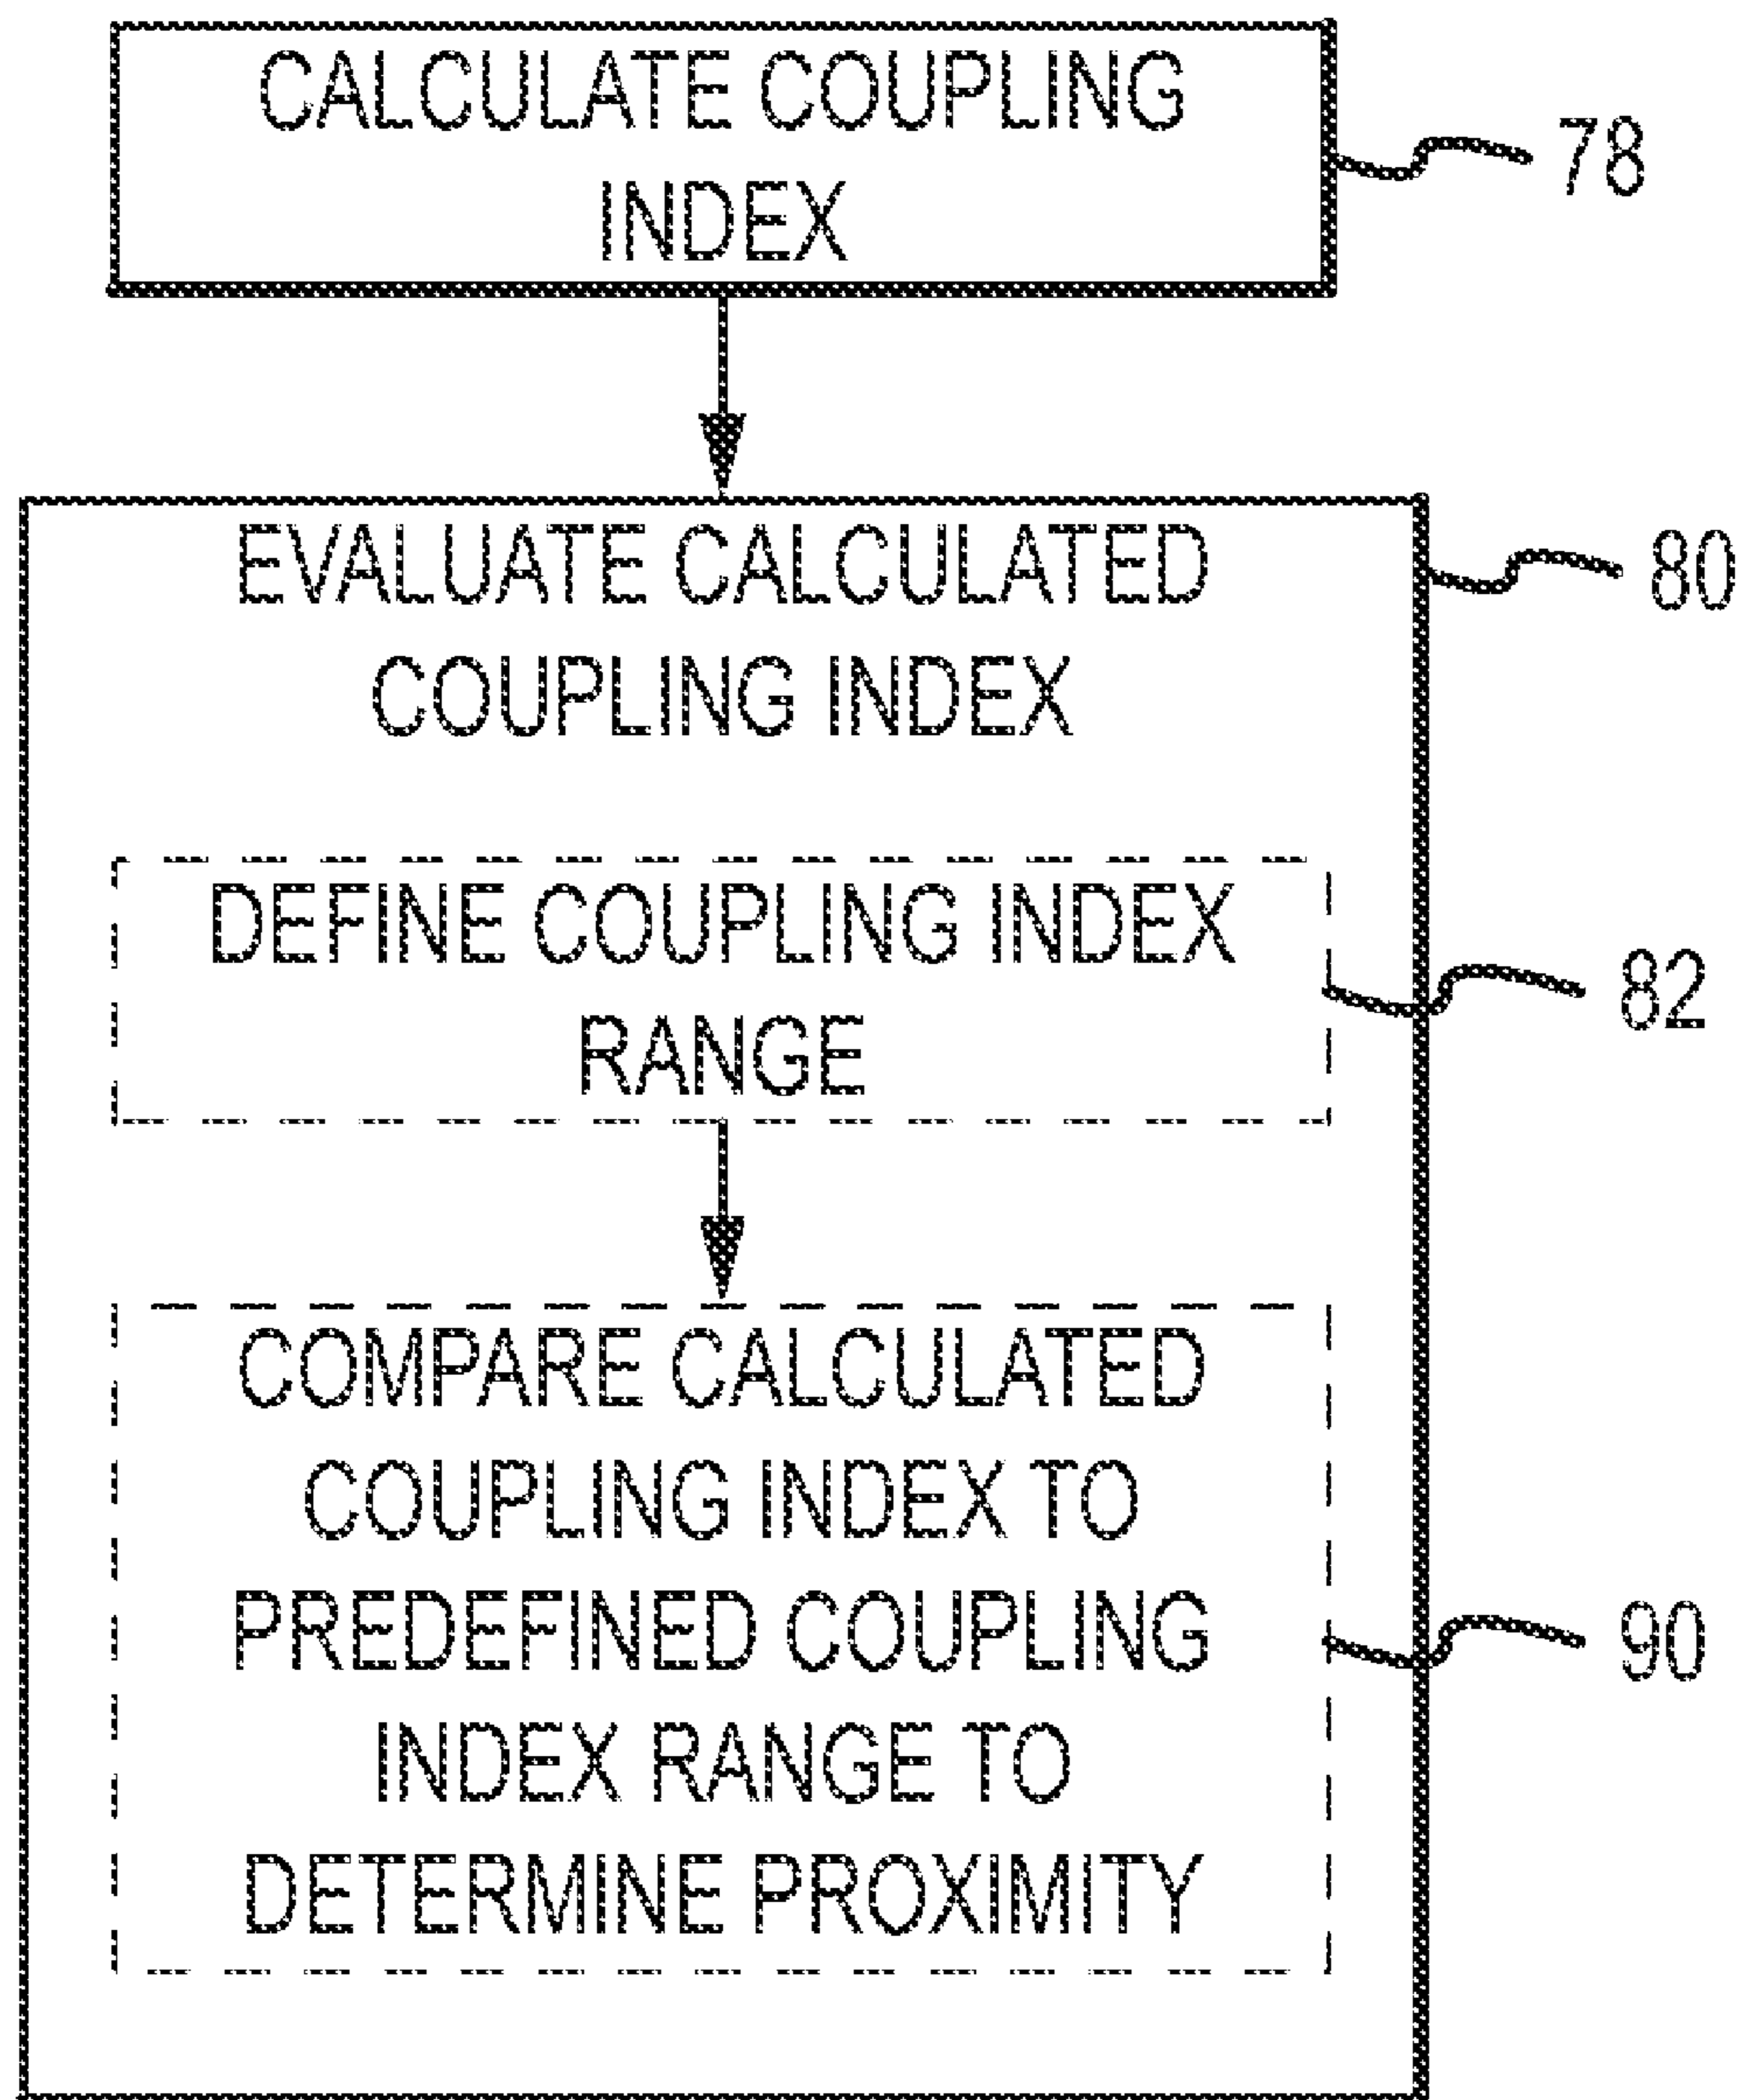 CALCULATE COUPLING
INDEX
78
EVALUATE CALCULATED
COUPLING INDEX
80
DEFINE COUPLING INDEX
RANGE
82
COMPARE CALCULATED
COUPLING INDEX TO
PREDEFINED COUPLING
INDEX RANGE TO
DETERMINE PROXIMITY
90